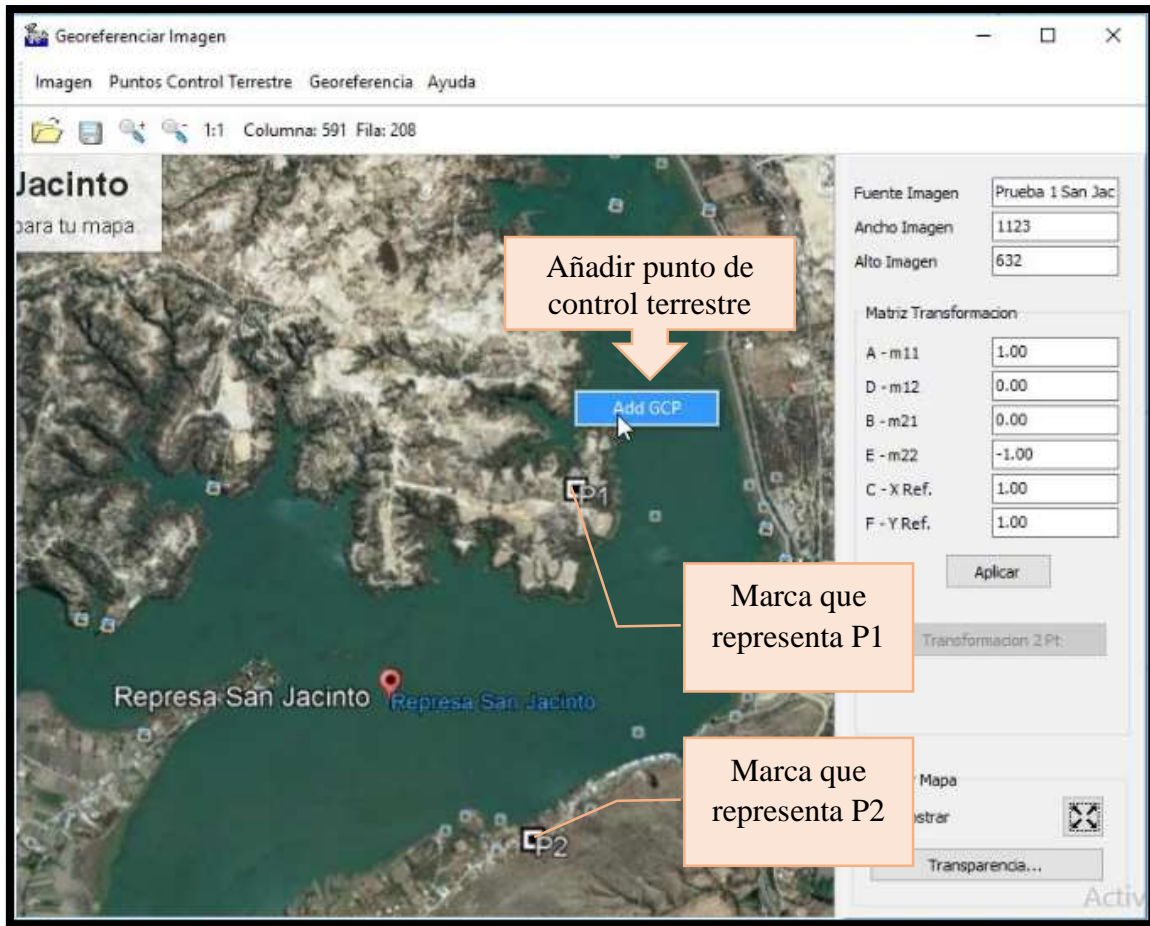 Georeferenciar Imagen
Imagen Puntos Control Terrestre Georeferencia Ayuda
1:1 Columna: 591 Fila: 208
Jacinto
para tu mapa
Añadir punto de
control terrestre
Add GCP
P1
Marca que
representa P1
Represa San Jacinto
Represa San Jacinto
Marca que
representa P2
P2
Fuente Imagen Prueba 1 San Jac
Ancho Imagen 1123
Alto Imagen 632
Matriz Transformacion
A - m11 1.00
D - m12 0.00
B - m21 0.00
E - m22 -1.00
C - X Ref. 1.00
F - Y Ref. 1.00
Aplicar
Transformacion 2 Pt.
Mapa
strar
Transparencia...
Activ